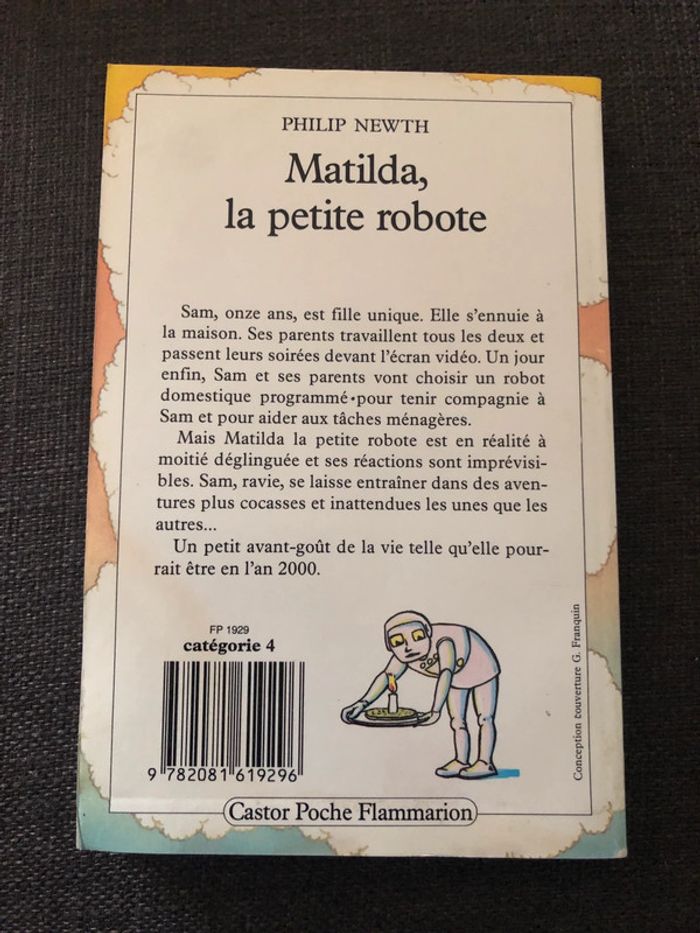 PHILIP NEWTH
Matilda,
la petite robote
Sam, onze ans, est fille unique. Elle s'ennuie à
la maison. Ses parents travaillent tous les deux et
passent leurs soirées devant l'écran vidéo. Un jour
enfin, Sam et ses parents vont choisir un robot
domestique programmé•pour tenir compagnie à
Sam et pour aider aux tâches ménagères.
Mais Matilda la petite robote est en réalité à
moitié déglinguée et ses réactions sont imprévisi-
bles. Sam, ravie, se laisse entraîner dans des aven-
tures plus cocasses et inattendues les unes que les
autres...
Un petit avant-goût de la vie telle qu'elle pour-
rait être en l'an 2000.
FP 1929
catégorie 4
9 782081 619296
Conception couverture G. Franquin
Castor Poche Flammarion